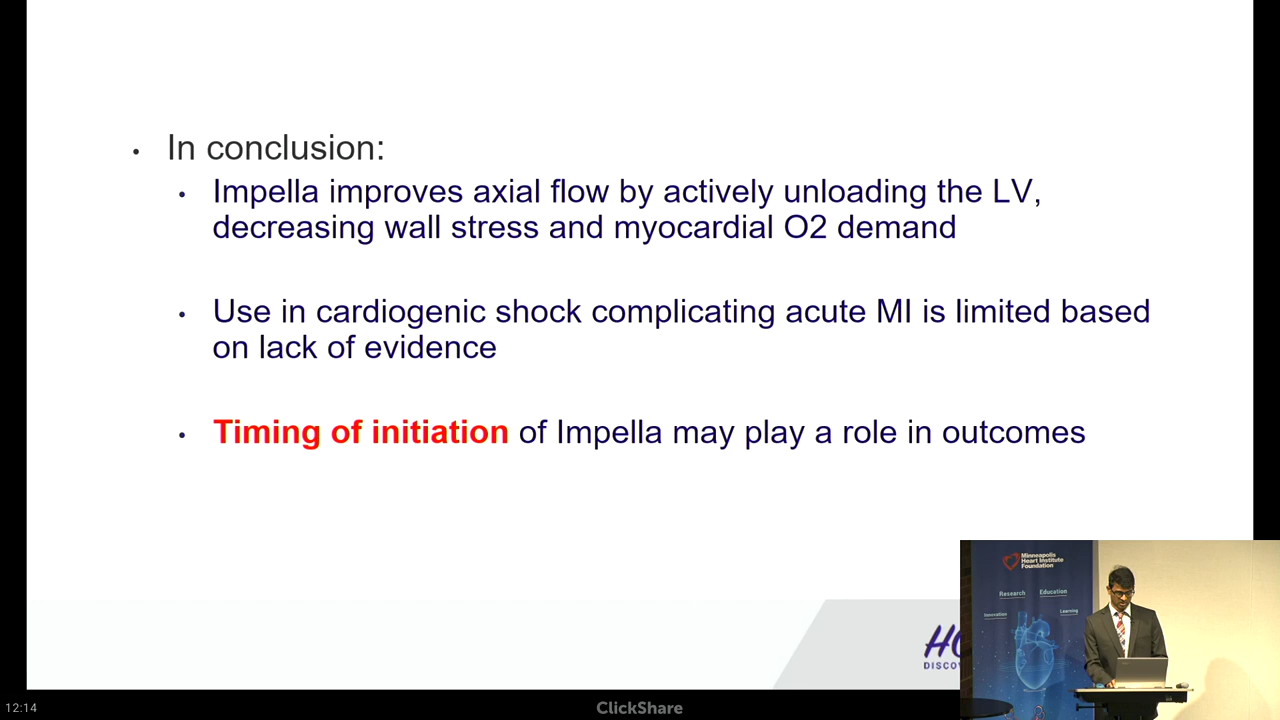 • In conclusion:
• Impella improves axial flow by actively unloading the LV,
decreasing wall stress and myocardial O2 demand
• Use in cardiogenic shock complicating acute MI is limited based
on lack of evidence
• Timing of initiation of Impella may play a role in outcomes
Minneapolis
Heart Institute
Foundation
Research
Education
Innovation
Learning
12:14
ClickShare